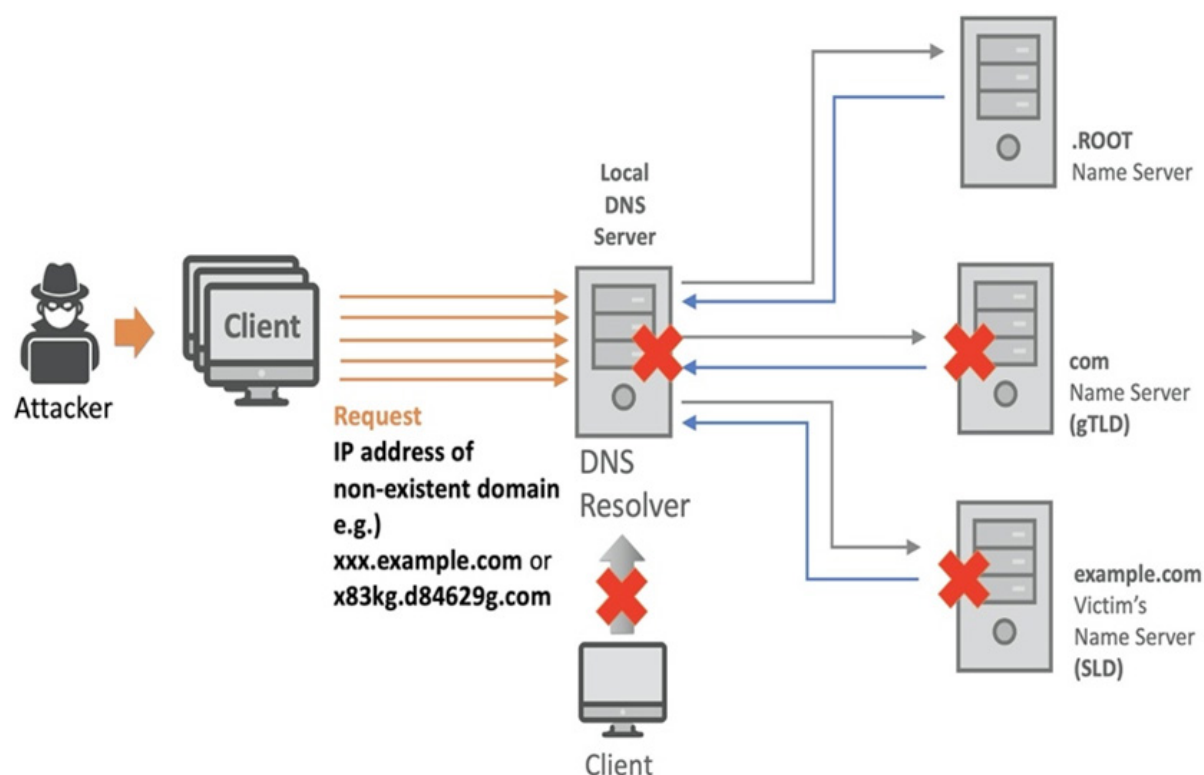 Attacker
Client
Request
IP address of
non-existent domain
e.g.)
xxx.example.com or
x83kg.d84629g.com
Local
DNS
Server
DNS
Resolver
Client
.ROOT
Name Server
com
Name Server
(gTLD)
example.com
Victim's
Name Server
(SLD)